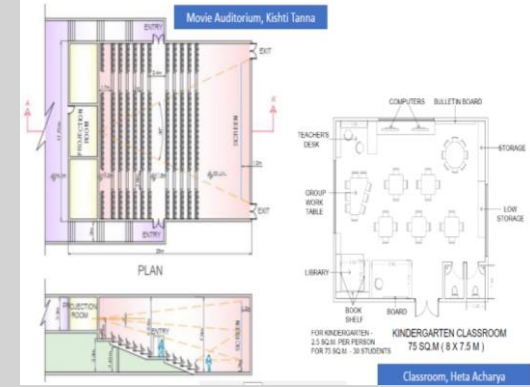 Movie Auditorium, Kishti Tanna
ENTRY
EXIT
PROJECTION ROOM
SCREEN
EXIT
ENTRY
PLAN
PROJECTION
ROOM
ENTRY
SCREEN
COMPUTERS
BULLETIN BOARD
TEACHER'S
DESK
STORAGE
GROUP
WORK
TABLE
LOW
STORAGE
LIBRARY
BOOK
SHELF
BOARD
FOR KINDERGARTEN -
2.5 SQ.M. PER PERSON
FOR 75 SQ.M - 30 STUDENTS
KINDERGARTEN CLASSROOM
75 SQ.M ( 8 X 7.5 M )
Classroom, Heta Acharya